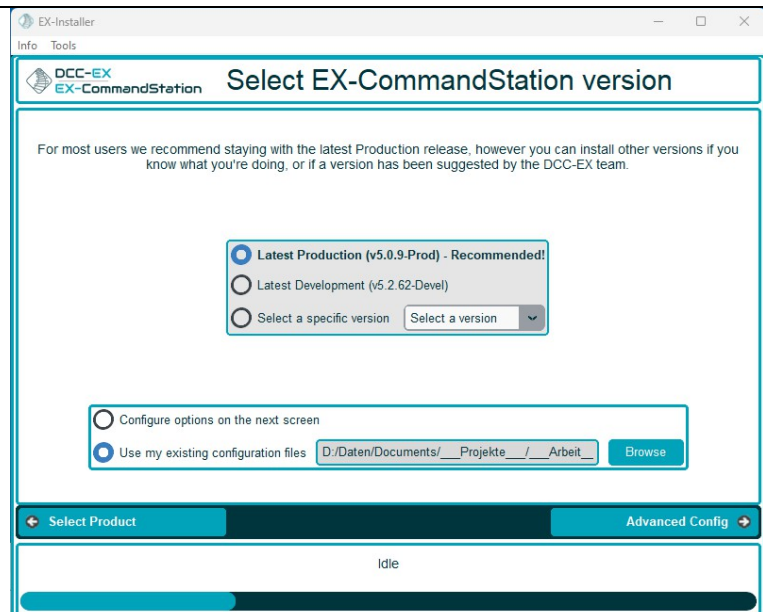 EX-Installer
Info Tools
DCC-EX
EX-CommandStation
Select EX-CommandStation version
For most users we recommend staying with the latest Production release, however you can install other versions if you
know what you're doing, or if a version has been suggested by the DCC-EX team.
Latest Production (v5.0.9-Prod) - Recommended!
Latest Development (v5.2.62-Devel)
Select a specific version Select a version
Configure options on the next screen
Use my existing configuration files D:/Daten/Documents/___Projekte___/___Arbeit__ Browse
Select Product Advanced Config
Idle